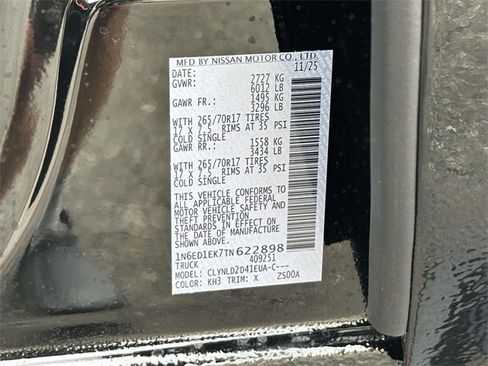 MFD BY NISSAN MOTOR CO., LTD.
DATE: 11/25
GVWR: 2727 KG
6012 LB
GAWR FR.: 1495 KG
3296 LB
WITH 265/70R17 TIRES
17 X 7.5 RIMS AT 35 PSI
COLD SINGLE
GAWR RR.: 1558 KG
3434 LB
WITH 265/70R17 TIRES
17 X 7.5 RIMS AT 35 PSI
COLD SINGLE
THIS VEHICLE CONFORMS TO
ALL APPLICABLE FEDERAL
MOTOR VEHICLE SAFETY AND
THEFT PREVENTION
STANDARDS IN EFFECT ON
THE DATE OF MANUFACTURE
SHOWN ABOVE.
1N6ED1EK7TN622898
TRUCK 409251
MODEL: CLYNLDZD41EUA-C---
COLOR: KH3 TRIM: X ZS00A